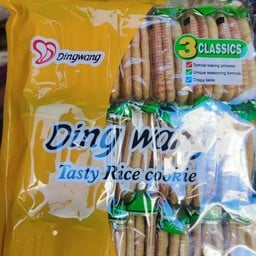 Dingwang
3 CLASSICS
Special baking process
Unique seasoning formula
Crispy taste
Ding wang
Tasty Rice cookie